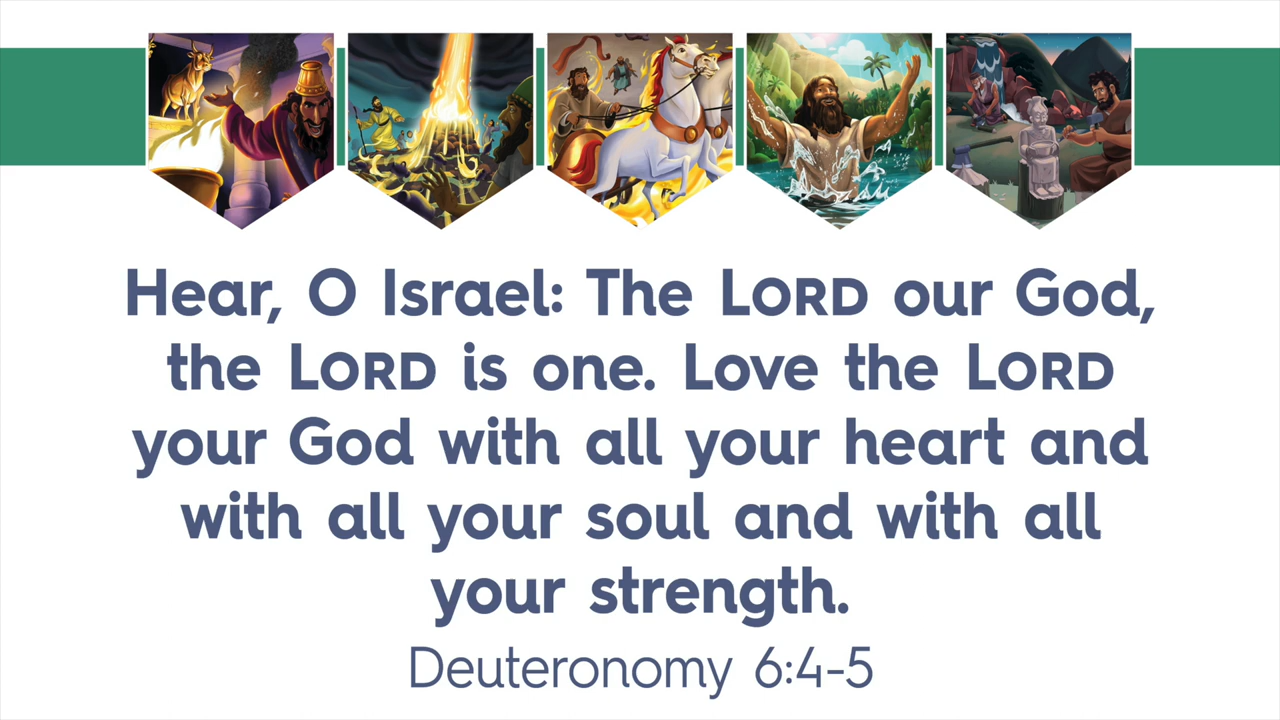 Hear, O Israel: The LORD our God,
the LORD is one. Love the LORD
your God with all your heart and
with all your soul and with all
your strength.
Deuteronomy 6:4-5